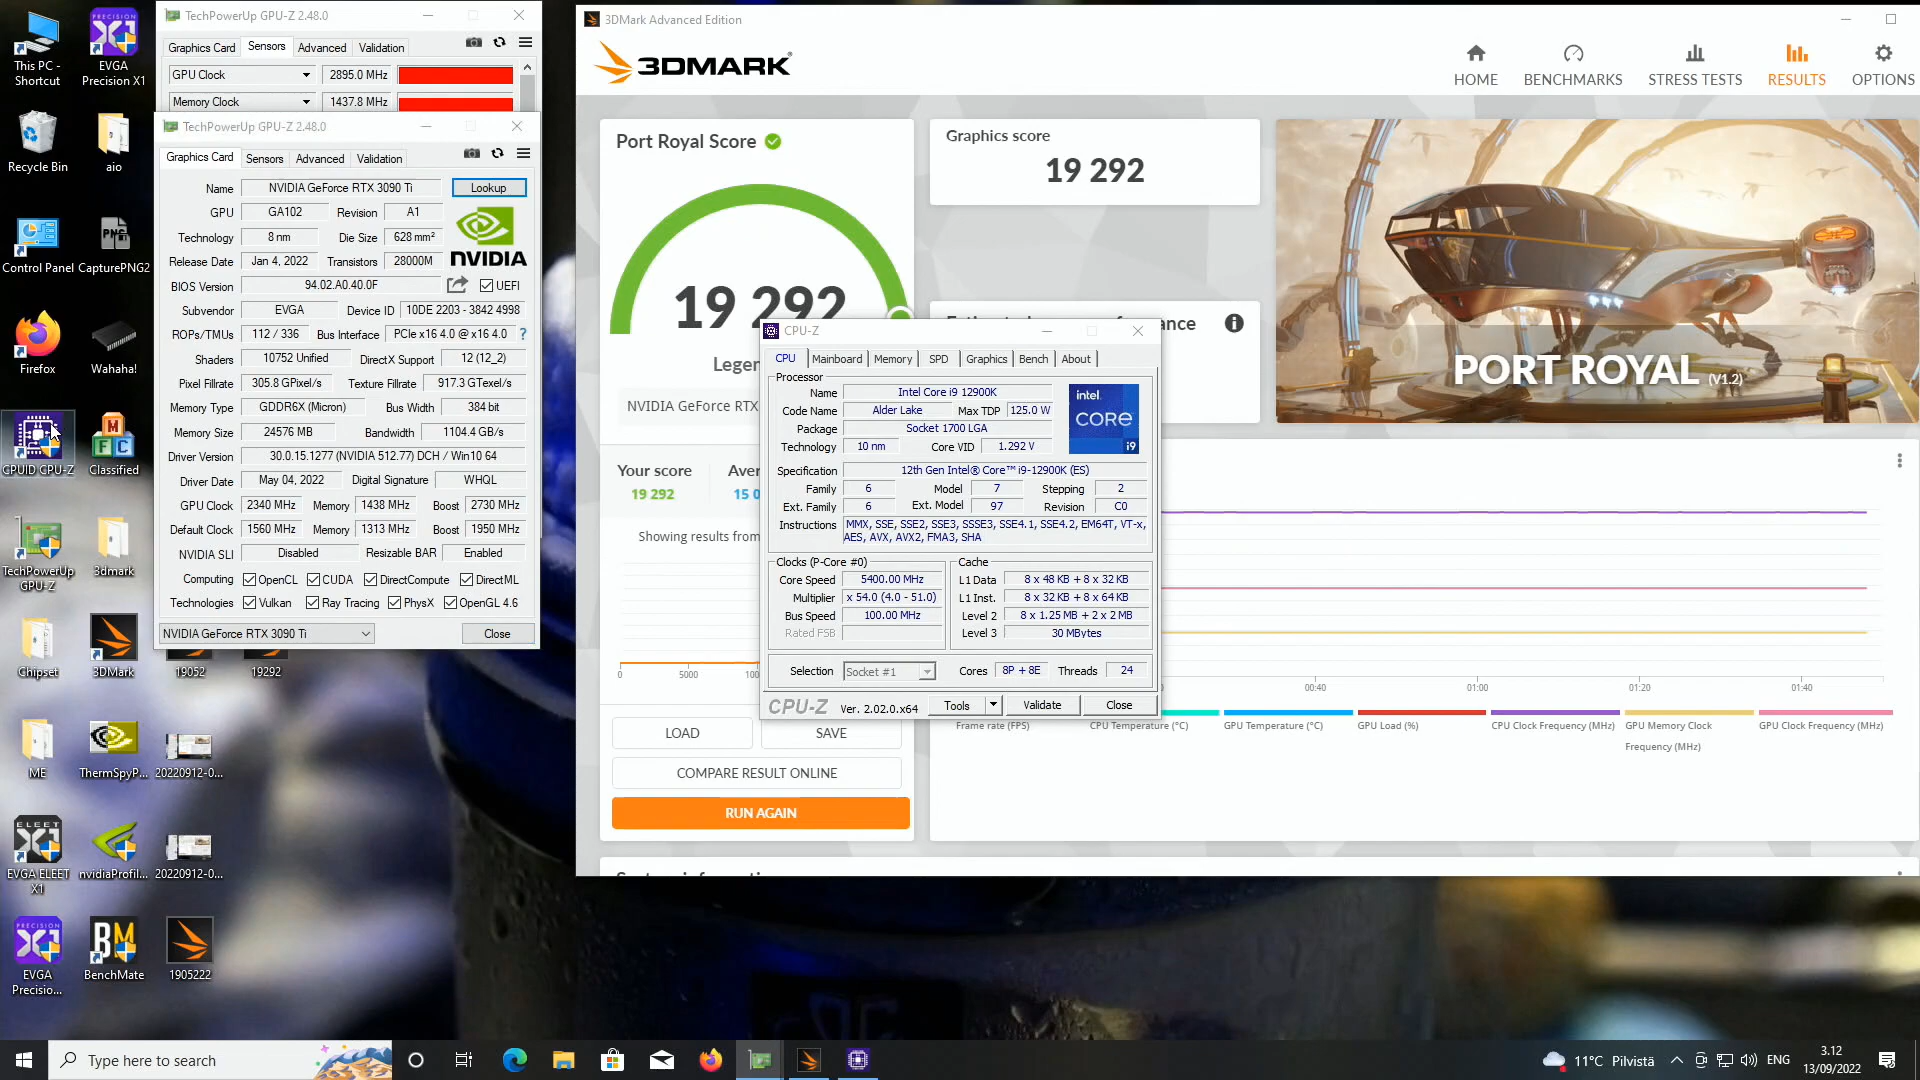 This PC - Shortcut
EVGA Precision X1
Recycle Bin
aio
Control Panel
CapturePNG2
Firefox
Wahaha!
CPUID CPU-Z
Classified
TechPowerUp GPU-Z
3dmark
Chipset
3DMark
19052
19292
ME
ThermSpyP...
20220912-0...
EVGA ELEET X1
nvidiaProfil...
20220912-0...
EVGA Precisio...
BenchMate
1905222
TechPowerUp GPU-Z 2.48.0
Graphics Card Sensors Advanced Validation
GPU Clock 2895.0 MHz
Memory Clock 1437.8 MHz
TechPowerUp GPU-Z 2.48.0
Graphics Card Sensors Advanced Validation
Name NVIDIA GeForce RTX 3090 Ti Lookup
GPU GA102 Revision A1
Technology 8 nm Die Size 628 mm²
Release Date Jan 4, 2022 Transistors 28000M
NVIDIA
BIOS Version 94.02.A0.40.0F UEFI
Subvendor EVGA Device ID 10DE 2203 - 3842 4998
ROPs/TMUs 112 / 336 Bus Interface PCIe x16 4.0 @ x16 4.0 ?
Shaders 10752 Unified DirectX Support 12 (12_2)
Pixel Fillrate 305.8 GPixel/s Texture Fillrate 917.3 GTexel/s
Memory Type GDDR6X (Micron) Bus Width 384 bit
Memory Size 24576 MB Bandwidth 1104.4 GB/s
Driver Version 30.0.15.1277 (NVIDIA 512.77) DCH / Win10 64
Driver Date May 04, 2022 Digital Signature WHQL
GPU Clock 2340 MHz Memory 1438 MHz Boost 2730 MHz
Default Clock 1560 MHz Memory 1313 MHz Boost 1950 MHz
NVIDIA SLI Disabled Resizable BAR Enabled
Computing OpenCL CUDA DirectCompute DirectML
Technologies Vulkan Ray Tracing PhysX OpenGL 4.6
NVIDIA GeForce RTX 3090 Ti Close
3DMark Advanced Edition
3DMARK
HOME BENCHMARKS STRESS TESTS RESULTS OPTIONS
Port Royal Score
19 292
Legen
NVIDIA GeForce RTX
Graphics score
19 292
ance
PORT ROYAL (V1.2)
Your score
19 292
Aver
15 0
Showing results from
0 5000
LOAD SAVE
COMPARE RESULT ONLINE
RUN AGAIN
00:40 01:00 01:20 01:40
Frame rate (FPS) CPU Temperature (°C) GPU Temperature (°C) GPU Load (%) CPU Clock Frequency (MHz) GPU Memory Clock Frequency (MHz) GPU Clock Frequency (MHz)
CPU-Z
CPU Mainboard Memory SPD Graphics Bench About
Processor
Name Intel Core i9 12900K
Code Name Alder Lake Max TDP 125.0 W
Package Socket 1700 LGA
Technology 10 nm Core VID 1.292 V
intel CORE i9
Specification 12th Gen Intel® Core™ i9-12900K (ES)
Family 6 Model 7 Stepping 2
Ext. Family 6 Ext. Model 97 Revision C0
Instructions MMX, SSE, SSE2, SSE3, SSSE3, SSE4.1, SSE4.2, EM64T, VT-x,
AES, AVX, AVX2, FMA3, SHA
Clocks (P-Core #0)
Core Speed 5400.00 MHz
Multiplier x 54.0 (4.0 - 51.0)
Bus Speed 100.00 MHz
Rated FSB
Cache
L1 Data 8 x 48 KB + 8 x 32 KB
L1 Inst. 8 x 32 KB + 8 x 64 KB
Level 2 8 x 1.25 MB + 2 x 2 MB
Level 3 30 MBytes
Selection Socket #1 Cores 8P + 8E Threads 24
CPU-Z Ver. 2.02.0.x64 Tools Validate Close
Type here to search
11°C Pilvistä ENG
3.12
13/09/2022